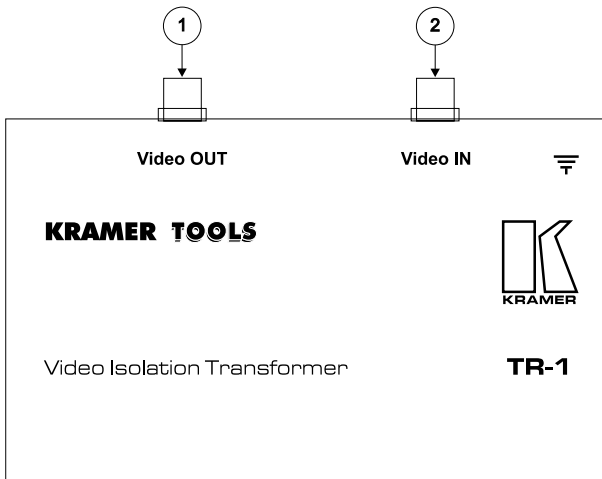 1 2
Video OUT Video IN
KRAMER TOOLS
KRAMER
Video Isolation Transformer TR-1